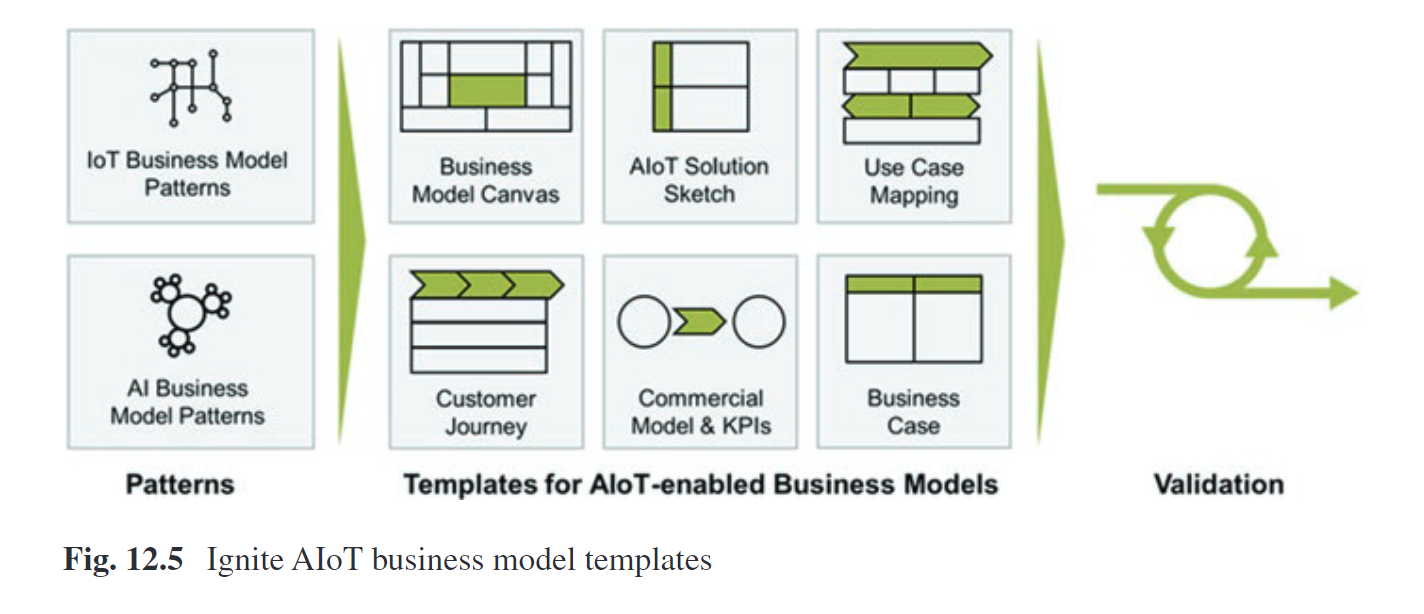 IoT Business Model
Patterns
Business
Model Canvas
AIoT Solution
Sketch
Use Case
Mapping
AI Business
Model Patterns
Customer
Journey
Commercial
Model & KPIs
Business
Case
Patterns
Templates for AIoT-enabled Business Models
Validation
Fig. 12.5 Ignite AIoT business model templates